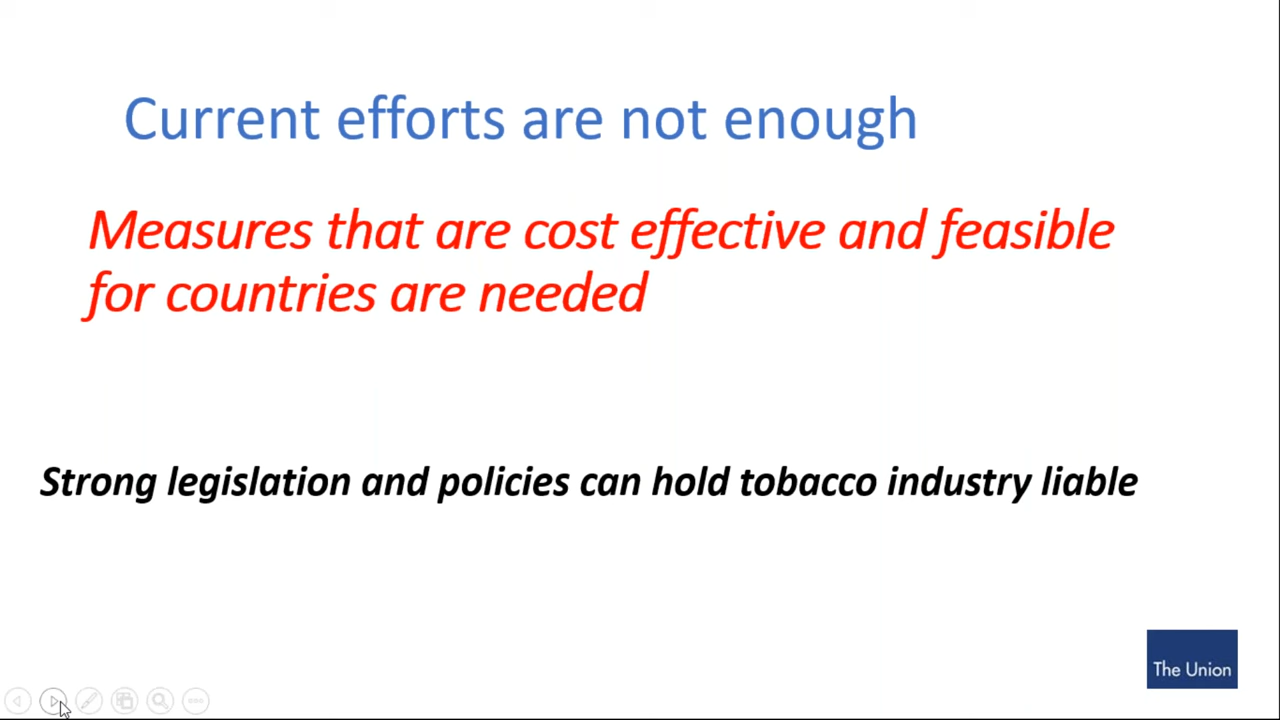 Current efforts are not enough
Measures that are cost effective and feasible
for countries are needed
Strong legislation and policies can hold tobacco industry liable
The Union